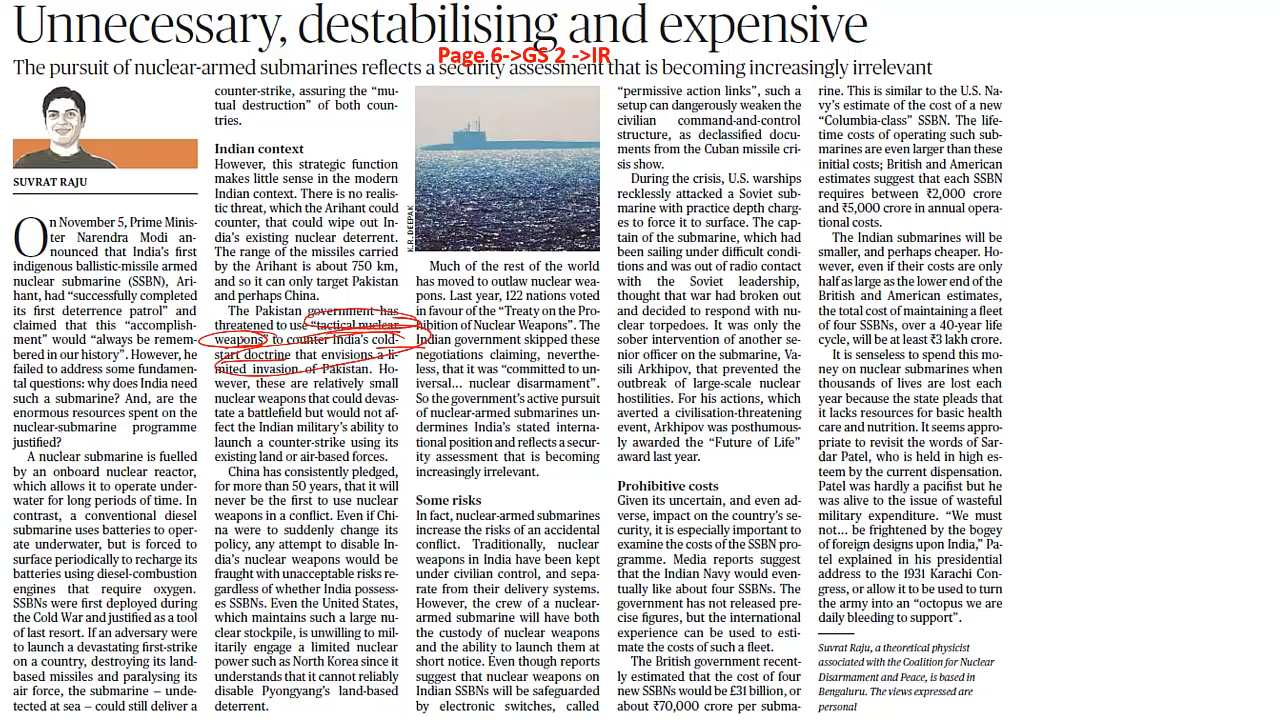 Unnecessary, destabilising and expensive
Page 6->GS 2 ->IR
The pursuit of nuclear-armed submarines reflects a security assessment that is becoming increasingly irrelevant
SUVRAT RAJU
On November 5, Prime Minis-
ter Narendra Modi an-
nounced that India's first
indigenous ballistic-missile armed
nuclear submarine (SSBN), Ari-
hant, had "successfully completed
its first deterrence patrol" and
claimed that this "accomplish-
ment" would "always be remem-
bered in our history". However, he
failed to address some fundamen-
tal questions: why does India need
such a submarine? And, are the
enormous resources spent on the
nuclear-submarine programme
justified?
A nuclear submarine is fuelled
by an onboard nuclear reactor,
which allows it to operate under-
water for long periods of time. In
contrast, a conventional diesel
submarine uses batteries to oper-
ate underwater, but is forced to
surface periodically to recharge its
batteries using diesel-combustion
engines that require oxygen.
SSBNs were first deployed during
the Cold War and justified as a tool
of last resort. If an adversary were
to launch a devastating first-strike
on a country, destroying its land-
based missiles and paralysing its
air force, the submarine – unde-
tected at sea – could still deliver a
counter-strike, assuring the "mu-
tual destruction" of both coun-
tries.
Indian context
However, this strategic function
makes little sense in the modern
Indian context. There is no realis-
tic threat, which the Arihant could
counter, that could wipe out In-
dia's existing nuclear deterrent.
The range of the missiles carried
by the Arihant is about 750 km,
and so it can only target Pakistan
and perhaps China.
The Pakistan government has
threatened to use "tactical nuclear
weapons" to counter India's cold-
start doctrine that envisions a li-
mited invasion of Pakistan. Ho-
wever, these are relatively small
nuclear weapons that could devas-
tate a battlefield but would not af-
fect the Indian military's ability to
launch a counter-strike using its
existing land or air-based forces.
China has consistently pledged,
for more than 50 years, that it will
never be the first to use nuclear
weapons in a conflict. Even if Chi-
na were to suddenly change its
policy, any attempt to disable In-
dia's nuclear weapons would be
fraught with unacceptable risks re-
gardless of whether India possess-
es SSBNs. Even the United States,
which maintains such a large nu-
clear stockpile, is unwilling to mil-
itarily engage a limited nuclear
power such as North Korea since it
understands that it cannot reliably
disable Pyongyang's land-based
deterrent.
K.R. DEEPAK
Much of the rest of the world
has moved to outlaw nuclear wea-
pons. Last year, 122 nations voted
in favour of the "Treaty on the Pro-
hibition of Nuclear Weapons". The
Indian government skipped these
negotiations claiming, neverthe-
less, that it was "committed to un-
iversal... nuclear disarmament".
So the government's active pursuit
of nuclear-armed submarines un-
dermines India's stated interna-
tional position and reflects a secur-
ity assessment that is becoming
increasingly irrelevant.
Some risks
In fact, nuclear-armed submarines
increase the risks of an accidental
conflict. Traditionally, nuclear
weapons in India have been kept
under civilian control, and sepa-
rate from their delivery systems.
However, the crew of a nuclear-
armed submarine will have both
the custody of nuclear weapons
and the ability to launch them at
short notice. Even though reports
suggest that nuclear weapons on
Indian SSBNs will be safeguarded
by electronic switches, called
"permissive action links", such a
setup can dangerously weaken the
civilian command-and-control
structure, as declassified docu-
ments from the Cuban missile cri-
sis show.
During the crisis, U.S. warships
recklessly attacked a Soviet sub-
marine with practice depth charg-
es to force it to surface. The cap-
tain of the submarine, which had
been sailing under difficult condi-
tions and was out of radio contact
with the Soviet leadership,
thought that war had broken out
and decided to respond with nu-
clear torpedoes. It was only the
sober intervention of another se-
nior officer on the submarine, Va-
sili Arkhipov, that prevented the
outbreak of large-scale nuclear
hostilities. For his actions, which
averted a civilisation-threatening
event, Arkhipov was posthumous-
ly awarded the "Future of Life"
award last year.
Prohibitive costs
Given its uncertain, and even ad-
verse, impact on the country's se-
curity, it is especially important to
examine the costs of the SSBN pro-
gramme. Media reports suggest
that the Indian Navy would even-
tually like about four SSBNs. The
government has not released pre-
cise figures, but the international
experience can be used to esti-
mate the costs of such a fleet.
The British government recent-
ly estimated that the cost of four
new SSBNs would be £31 billion, or
about ₹70,000 crore per subma-
rine. This is similar to the U.S. Na-
vy's estimate of the cost of a new
"Columbia-class" SSBN. The life-
time costs of operating such sub-
marines are even larger than these
initial costs; British and American
estimates suggest that each SSBN
requires between ₹2,000 crore
and ₹5,000 crore in annual opera-
tional costs.
The Indian submarines will be
smaller, and perhaps cheaper. Ho-
wever, even if their costs are only
half as large as the lower end of the
British and American estimates,
the total cost of maintaining a fleet
of four SSBNs, over a 40-year life
cycle, will be at least ₹3 lakh crore.
It is senseless to spend this mo-
ney on nuclear submarines when
thousands of lives are lost each
year because the state pleads that
it lacks resources for basic health
care and nutrition. It seems appro-
priate to revisit the words of Sar-
dar Patel, who is held in high es-
teem by the current dispensation.
Patel was hardly a pacifist but he
was alive to the issue of wasteful
military expenditure. "We must
not... be frightened by the bogey
of foreign designs upon India," Pa-
tel explained in his presidential
address to the 1931 Karachi Con-
gress, or allow it to be used to turn
the army into an "octopus we are
daily bleeding to support".
Suvrat Raju, a theoretical physicist
associated with the Coalition for Nuclear
Disarmament and Peace, is based in
Bengaluru. The views expressed are
personal